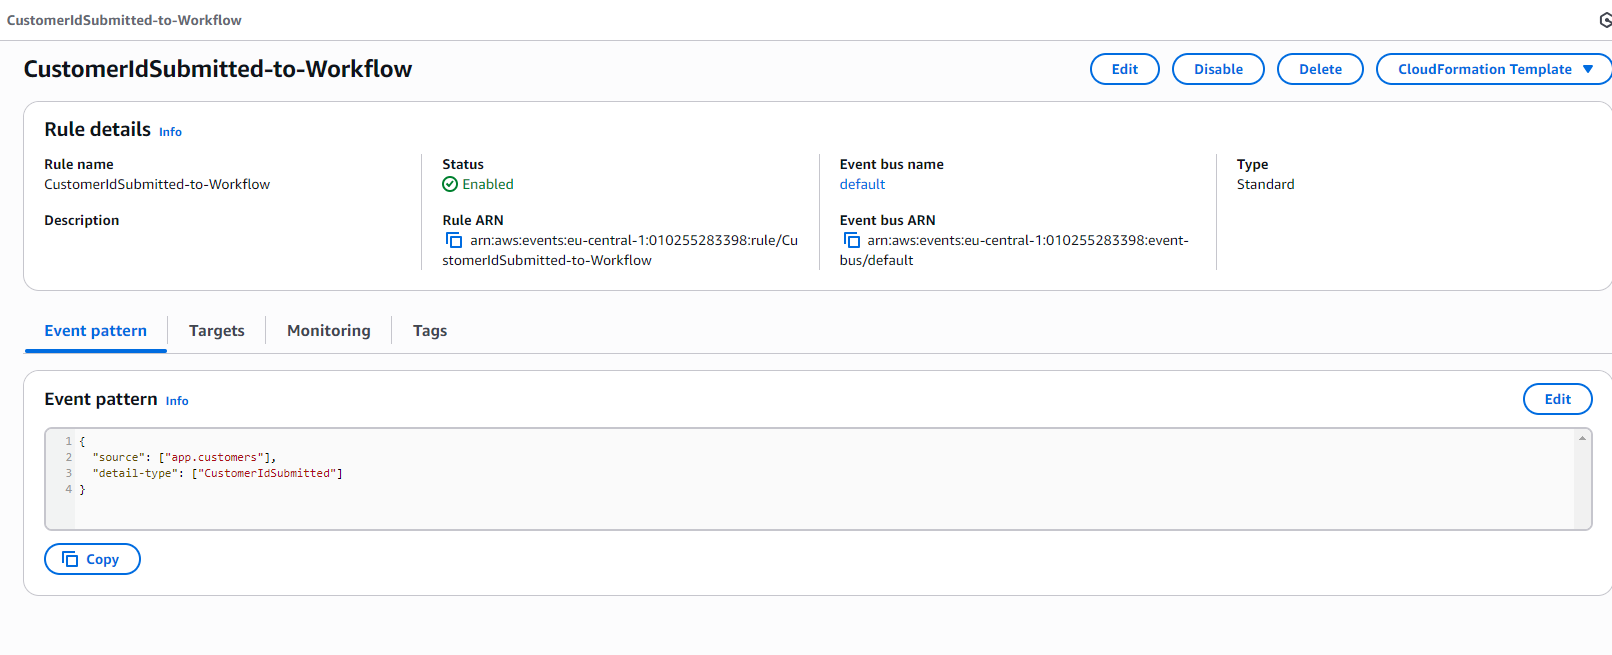 CustomerIdSubmitted-to-Workflow
CustomerIdSubmitted-to-Workflow
Edit
Disable
Delete
CloudFormation Template
Rule details Info
Rule name
CustomerIdSubmitted-to-Workflow
Description
Status
Enabled
Rule ARN
arn:aws:events:eu-central-1:010255283398:rule/Cu
stomerIdSubmitted-to-Workflow
Event bus name
default
Event bus ARN
arn:aws:events:eu-central-1:010255283398:event-
bus/default
Type
Standard
Event pattern
Targets
Monitoring
Tags
Event pattern Info
Edit
1 {
2 "source": ["app.customers"],
3 "detail-type": ["CustomerIdSubmitted"]
4 }
Copy